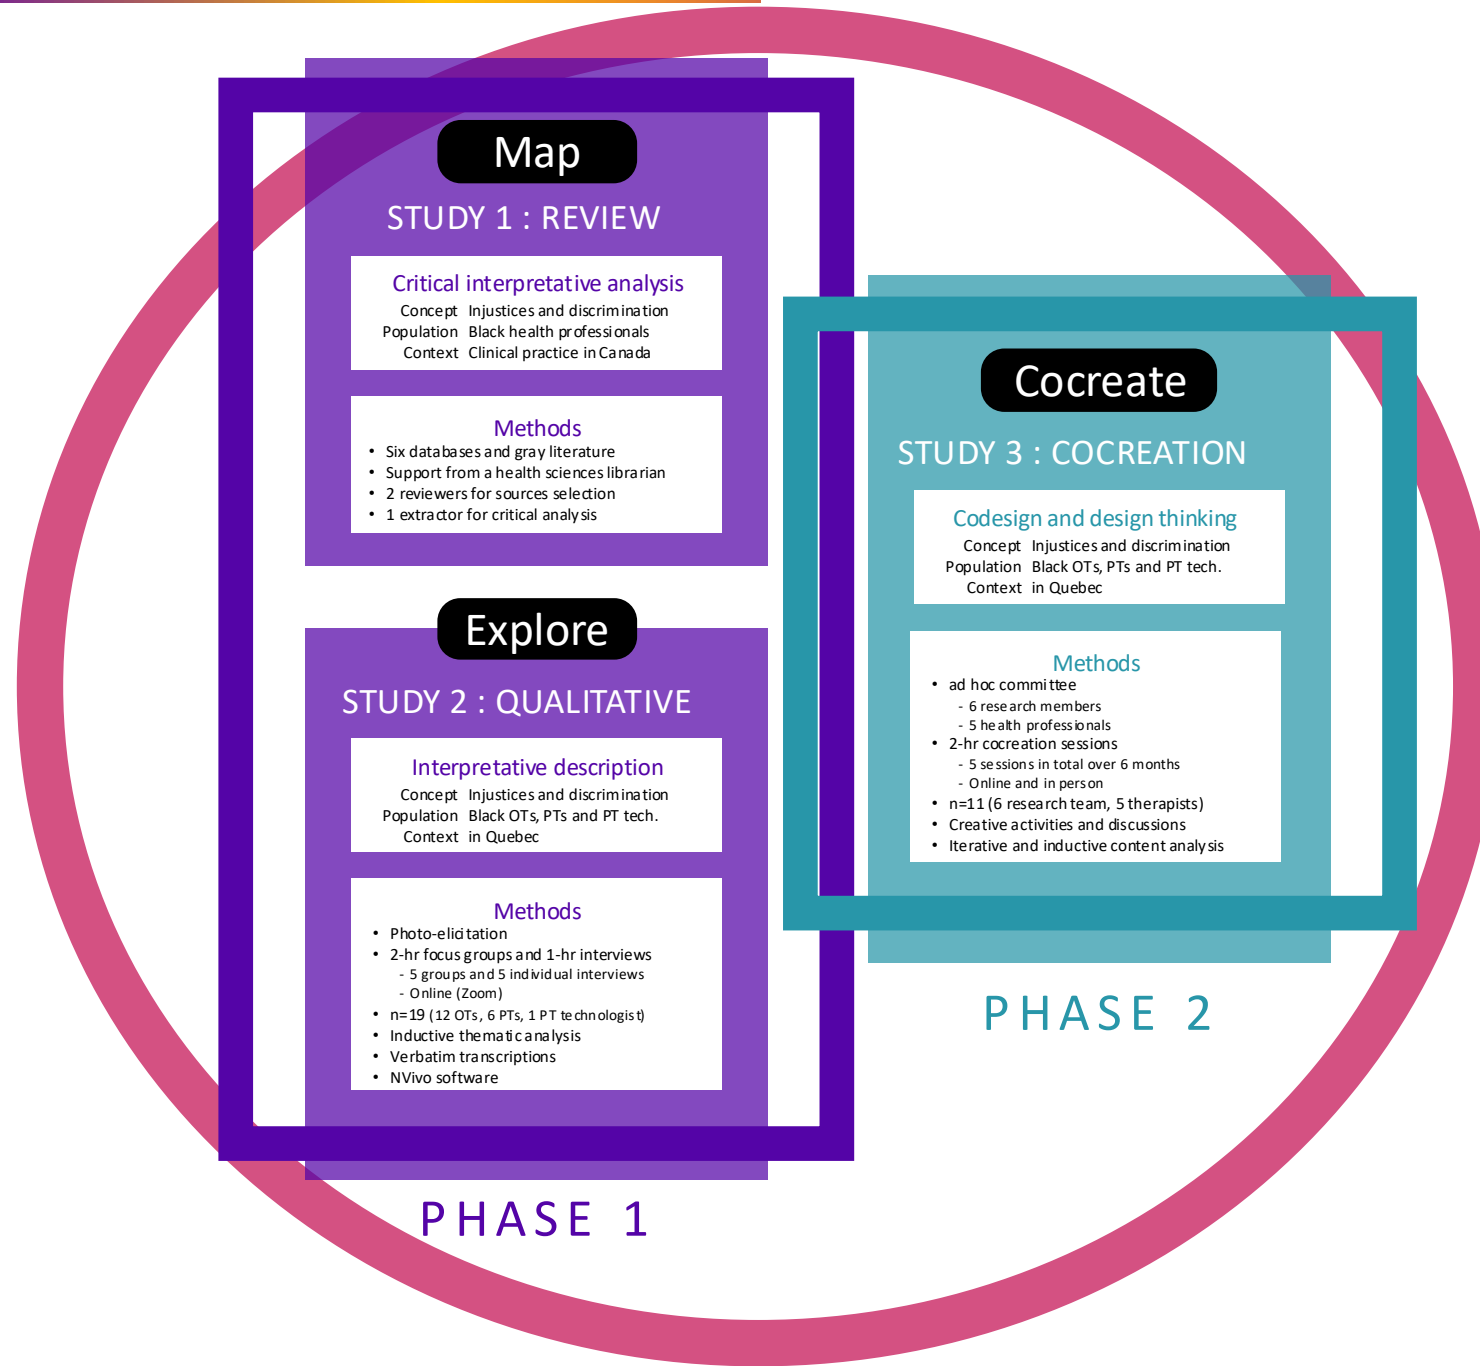 Map
STUDY 1 : REVIEW
Critical interpretative analysis
Concept Injustices and discrimination
Population Black health professionals
Context Clinical practice in Canada
Methods
• Six databases and gray literature
• Support from a health sciences librarian
• 2 reviewers for sources selection
• 1 extractor for critical analysis
Explore
STUDY 2 : QUALITATIVE
Interpretative description
Concept Injustices and discrimination
Population Black OTs, PTs and PT tech.
Context in Quebec
Methods
• Photo-elicitation
• 2-hr focus groups and 1-hr interviews
- 5 groups and 5 individual interviews
- Online (Zoom)
• n=19 (12 OTs, 6 PTs, 1 PT technologist)
• Inductive thematic analysis
• Verbatim transcriptions
• NVivo software
PHASE 1
Cocreate
STUDY 3 : COCREATION
Codesign and design thinking
Concept Injustices and discrimination
Population Black OTs, PTs and PT tech.
Context in Quebec
Methods
• ad hoc committee
- 6 research members
- 5 health professionals
• 2-hr cocreation sessions
- 5 sessions in total over 6 months
- Online and in person
• n=11 (6 research team, 5 therapists)
• Creative activities and discussions
• Iterative and inductive content analysis
PHASE 2